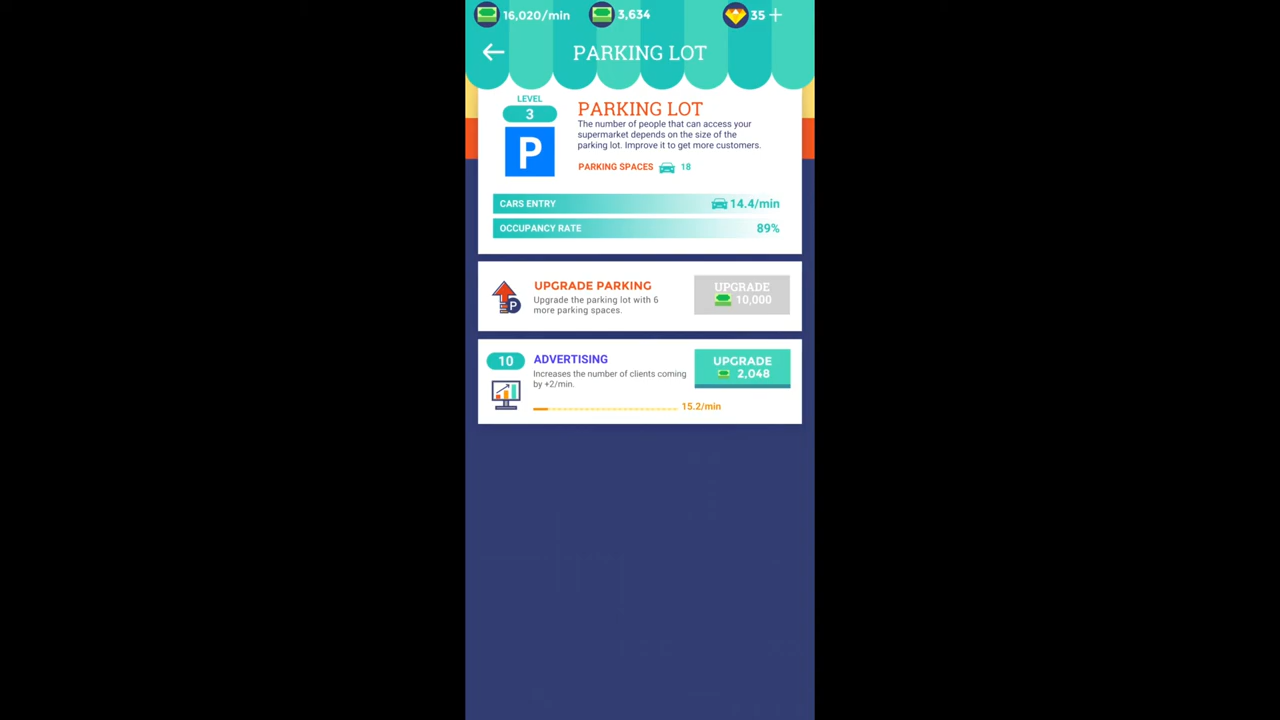 16,020/min 3,634 35
PARKING LOT
LEVEL
3
P
PARKING LOT
The number of people that can access your
supermarket depends on the size of the
parking lot. Improve it to get more customers.
PARKING SPACES 18
CARS ENTRY 14.4/min
OCCUPANCY RATE 89%
P
UPGRADE PARKING
Upgrade the parking lot with 6
more parking spaces.
UPGRADE
10,000
10
ADVERTISING
Increases the number of clients coming
by +2/min.
15.2/min
UPGRADE
2,048